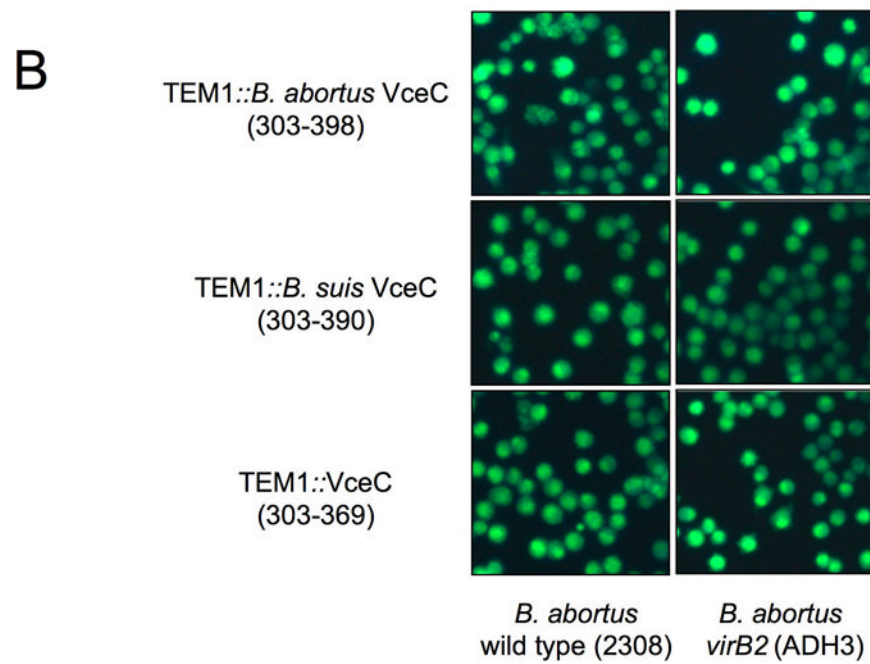 B
TEM1::B. abortus VceC
(303-398)
TEM1::B. suis VceC
(303-390)
TEM1::VceC
(303-369)
B. abortus
wild type (2308)
B. abortus
virB2 (ADH3)